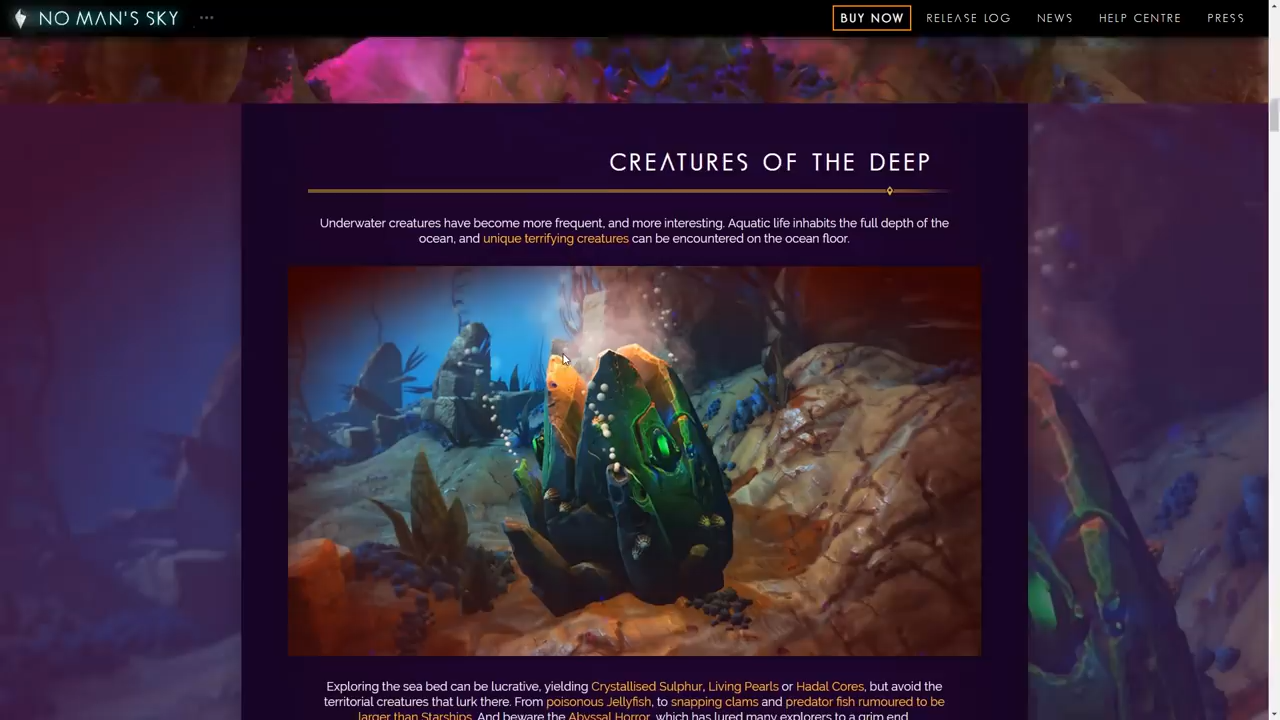 NO MAN'S SKY
BUY NOW
RELEASE LOG
NEWS
HELP CENTRE
PRESS
CREATURES OF THE DEEP
Underwater creatures have become more frequent, and more interesting. Aquatic life inhabits the full depth of the
ocean, and unique terrifying creatures can be encountered on the ocean floor.
Exploring the sea bed can be lucrative, yielding Crystallised Sulphur, Living Pearls or Hadal Cores, but avoid the
territorial creatures that lurk there. From poisonous Jellyfish, to snapping clams and predator fish rumoured to be
larger than Starships. And beware the Abyssal Horror, which has lured many explorers to a grim end.